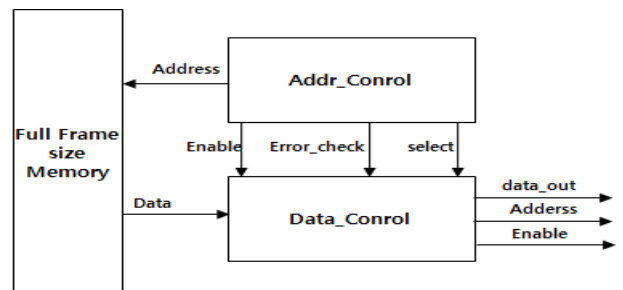 Address
Addr_Conrol
Full Frame
size
Memory
Enable
Error_check
select
Data
Data_Conrol
data_out
Adderss
Enable